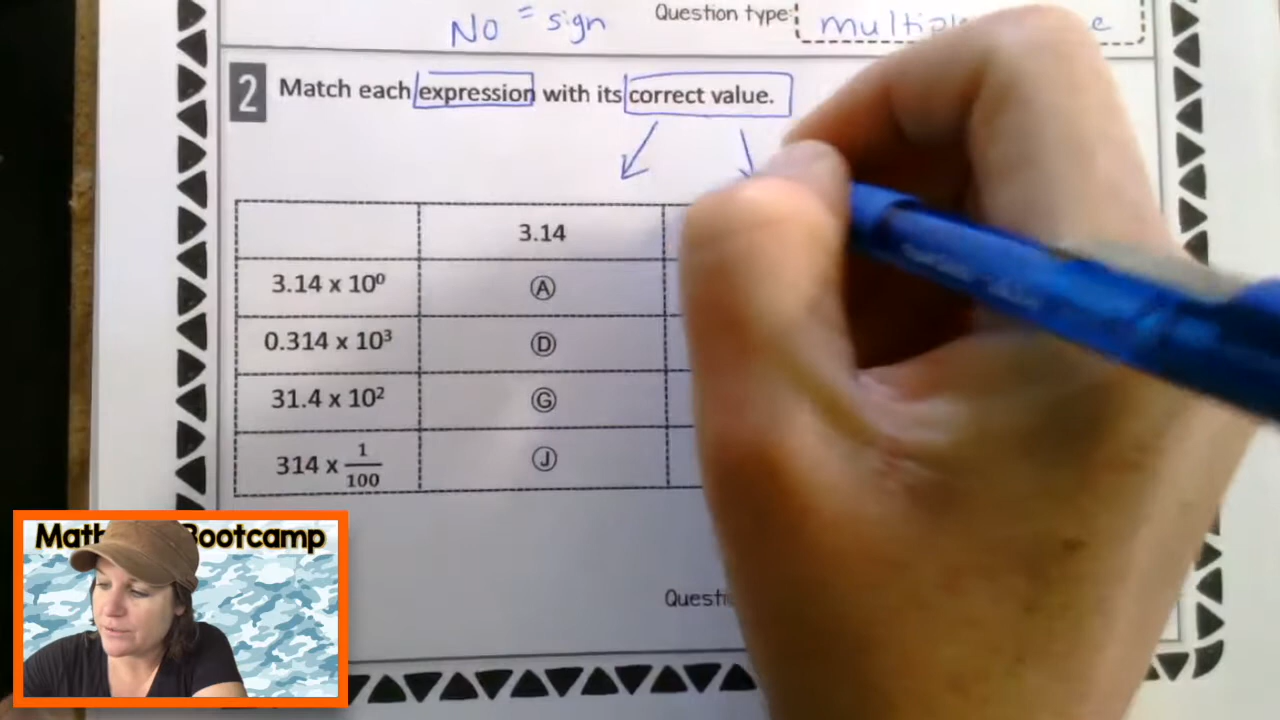 No = sign
Question type:
2 Match each expression with its correct value.
3.14
3.14 x 10⁰ Ⓐ
0.314 x 10³ Ⓓ
31.4 x 10² Ⓖ
314 x 1/100 Ⓙ
Math Bootcamp